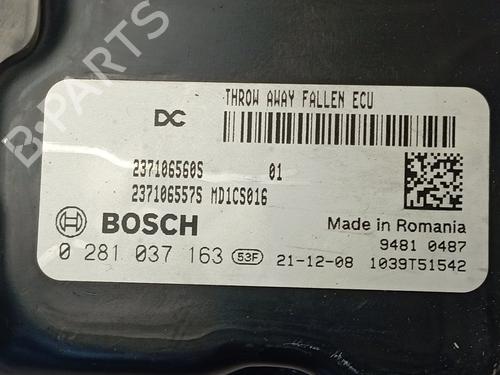 B-PARTS
THROW AWAY FALLEN ECU
DC
237106560S 01
237106557S MD1CS016
BOSCH
Made in Romania
9481 0487
0 281 037 163 53F 21-12-08 1039T51542